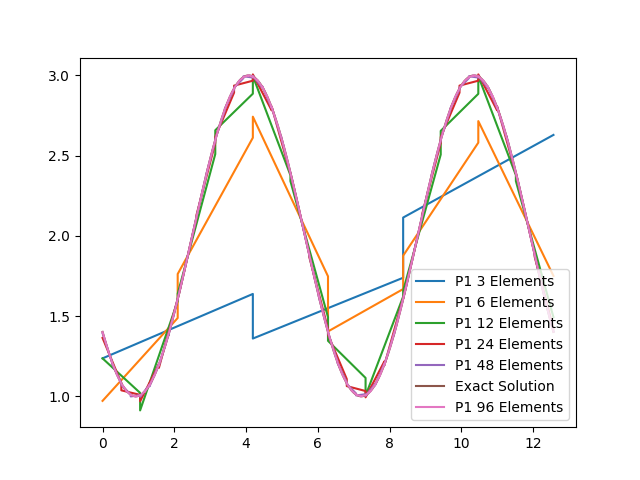 3.0
2.5
2.0
1.5
1.0
0 2 4 6 8 10 12
P1 3 Elements
P1 6 Elements
P1 12 Elements
P1 24 Elements
P1 48 Elements
Exact Solution
P1 96 Elements